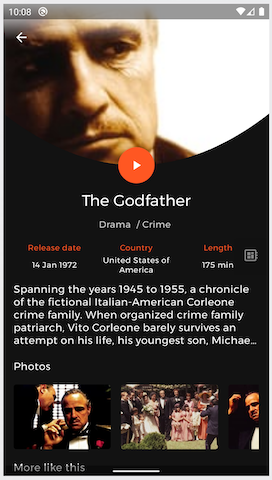 10:08
The Godfather
Drama / Crime
Release date Country Length
14 Jan 1972 United States of America 175 min
Spanning the years 1945 to 1955, a chronicle
of the fictional Italian-American Corleone
crime family. When organized crime family
patriarch, Vito Corleone barely survives an
attempt on his life, his youngest son, Michae...
Photos
More like this